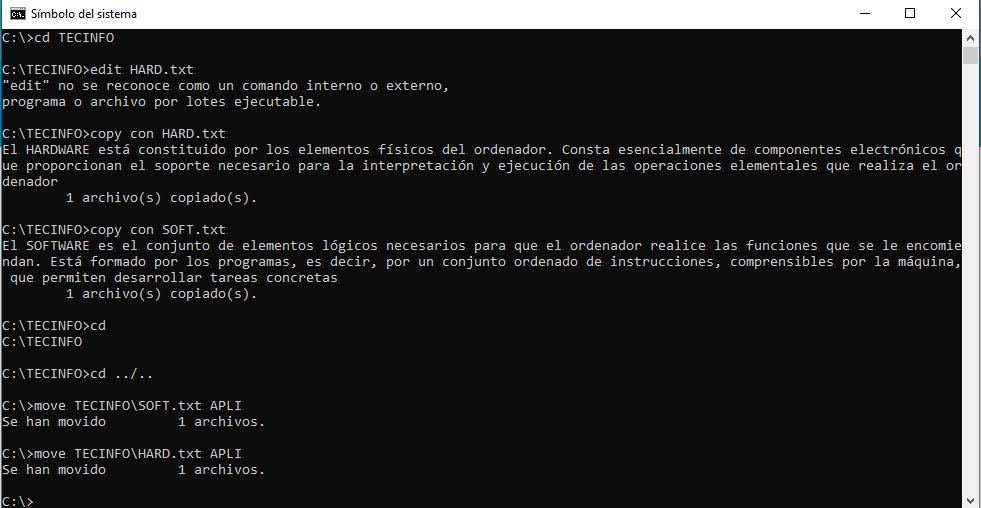 Símbolo del sistema
C:\>cd TECINFO
C:\TECINFO>edit HARD.txt
"edit" no se reconoce como un comando interno o externo,
programa o archivo por lotes ejecutable.
C:\TECINFO>copy con HARD.txt
El HARDWARE está constituido por los elementos físicos del ordenador. Consta esencialmente de componentes electrónicos q
ue proporcionan el soporte necesario para la interpretación y ejecución de las operaciones elementales que realiza el or
denador
        1 archivo(s) copiado(s).
C:\TECINFO>copy con SOFT.txt
El SOFTWARE es el conjunto de elementos lógicos necesarios para que el ordenador realice las funciones que se le encomie
ndan. Está formado por los programas, es decir, por un conjunto ordenado de instrucciones, comprensibles por la máquina,
 que permiten desarrollar tareas concretas
        1 archivo(s) copiado(s).
C:\TECINFO>cd
C:\TECINFO
C:\TECINFO>cd ../..
C:\>move TECINFO\SOFT.txt APLI
Se han movido         1 archivos.
C:\>move TECINFO\HARD.txt APLI
Se han movido         1 archivos.
C:\>